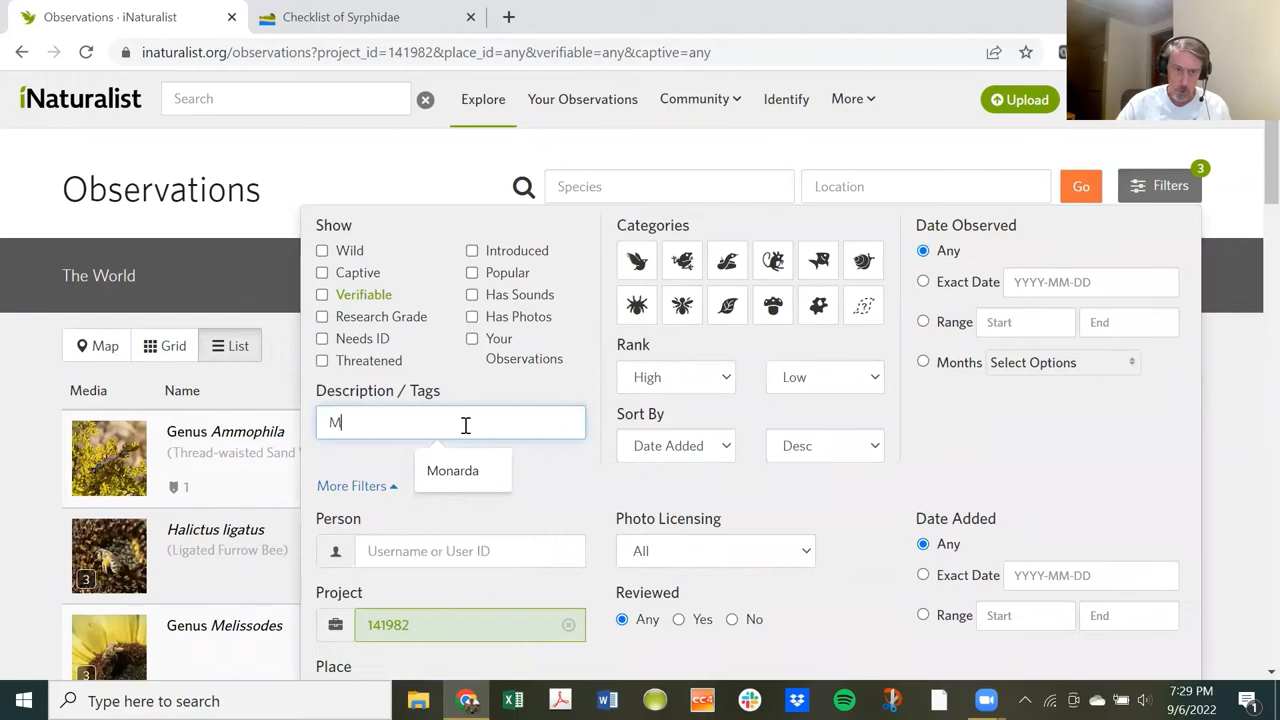 Observations · iNaturalist
Checklist of Syrphidae
inaturalist.org/observations?project_id=141982&place_id=any&verifiable=any&captive=any
iNaturalist
Search
Explore
Your Observations
Community
Identify
More
Upload
Observations
Species
Location
Go
Filters
3
The World
Map
Grid
List
Media
Name
Genus Ammophila
(Thread-waisted Sand
1
Halictus ligatus
(Ligated Furrow Bee)
3
Genus Melissodes
3
Show
Wild
Introduced
Captive
Popular
Verifiable
Has Sounds
Research Grade
Has Photos
Needs ID
Your
Observations
Threatened
Description / Tags
M
Monarda
More Filters
Categories
Rank
High
Low
Sort By
Date Added
Desc
Date Observed
Any
Exact Date
YYYY-MM-DD
Range
Start
End
Months
Select Options
Person
Username or User ID
Project
141982
Place
Photo Licensing
All
Reviewed
Any
Yes
No
Date Added
Any
Exact Date
YYYY-MM-DD
Range
Start
End
Type here to search
CC4
7:29 PM
9/6/2022
1